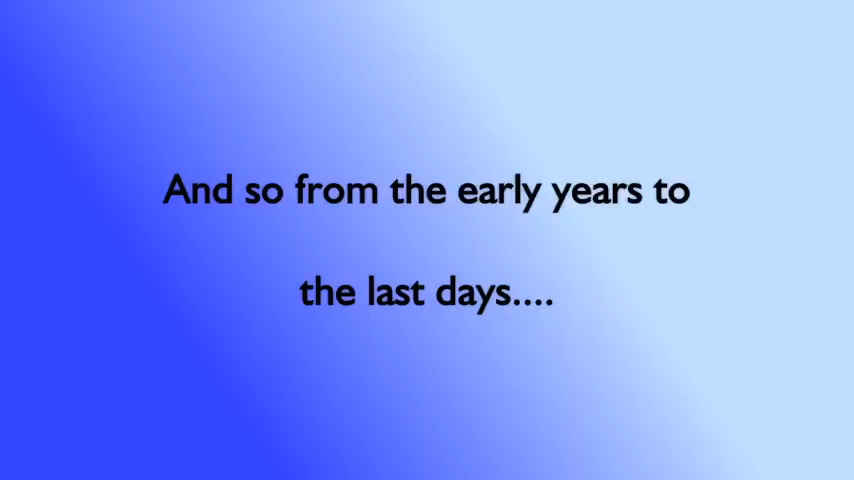 And so from the early years to
the last days....